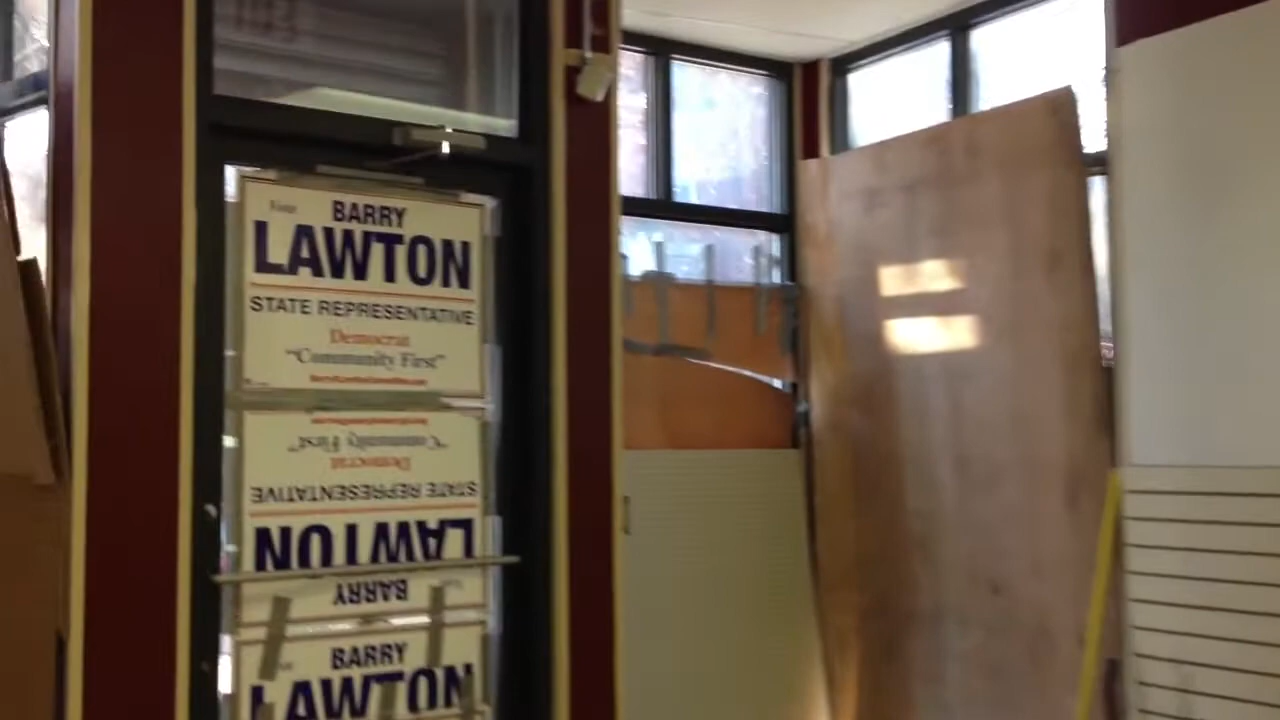 BARRY
LAWTON
STATE REPRESENTATIVE
Democrat
"Community First"
"Community First"
Democrat
STATE REPRESENTATIVE
LAWTON
BARRY
BARRY
LAWTON